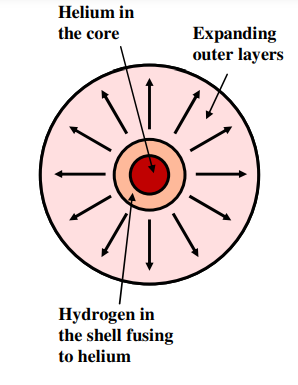 Helium in
the core
Expanding
outer layers
Hydrogen in
the shell fusing
to helium